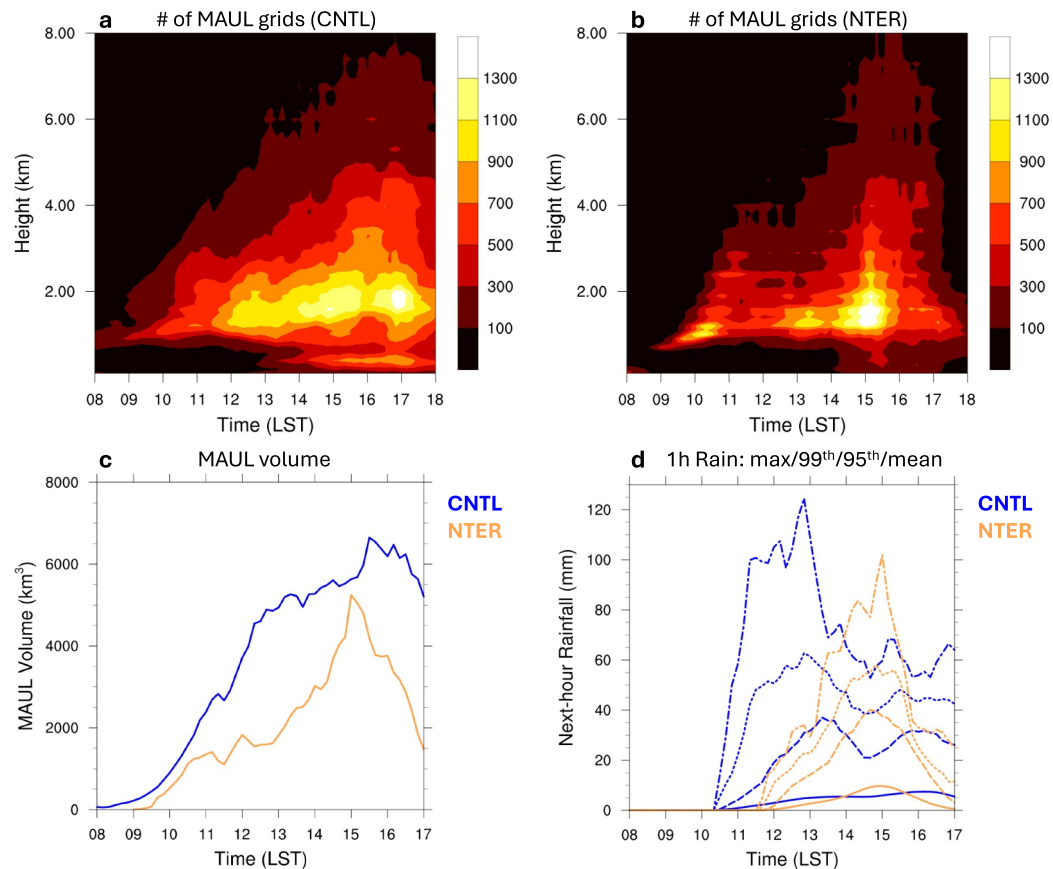 a # of MAUL grids (CNTL)
8.00
6.00
4.00
2.00
Height (km)
08 09 10 11 12 13 14 15 16 17 18
Time (LST)
1300
1100
900
700
500
300
100
b # of MAUL grids (NTER)
8.00
6.00
4.00
2.00
Height (km)
08 09 10 11 12 13 14 15 16 17 18
Time (LST)
1300
1100
900
700
500
300
100
c MAUL volume
8000
6000
4000
2000
0
MAUL Volume (km³)
08 09 10 11 12 13 14 15 16 17
Time (LST)
CNTL
NTER
d 1h Rain: max/99th/95th/mean
120
100
80
60
40
20
0
Next-hour Rainfall (mm)
08 09 10 11 12 13 14 15 16 17
Time (LST)
CNTL
NTER